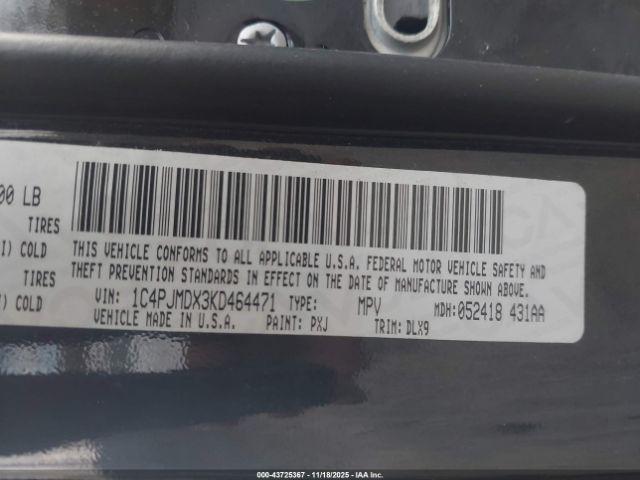 00 LB
TIRES
I) COLD
TIRES
) COLD
THIS VEHICLE CONFORMS TO ALL APPLICABLE U.S.A. FEDERAL MOTOR VEHICLE SAFETY AND
THEFT PREVENTION STANDARDS IN EFFECT ON THE DATE OF MANUFACTURE SHOWN ABOVE.
VIN: 1C4PJMDX3KD464471 TYPE: MPV MDH:052418 431AA
VEHICLE MADE IN U.S.A. PAINT: PXJ TRIM: DLX9
000-43725367 - 11/18/2025 - IAA Inc.